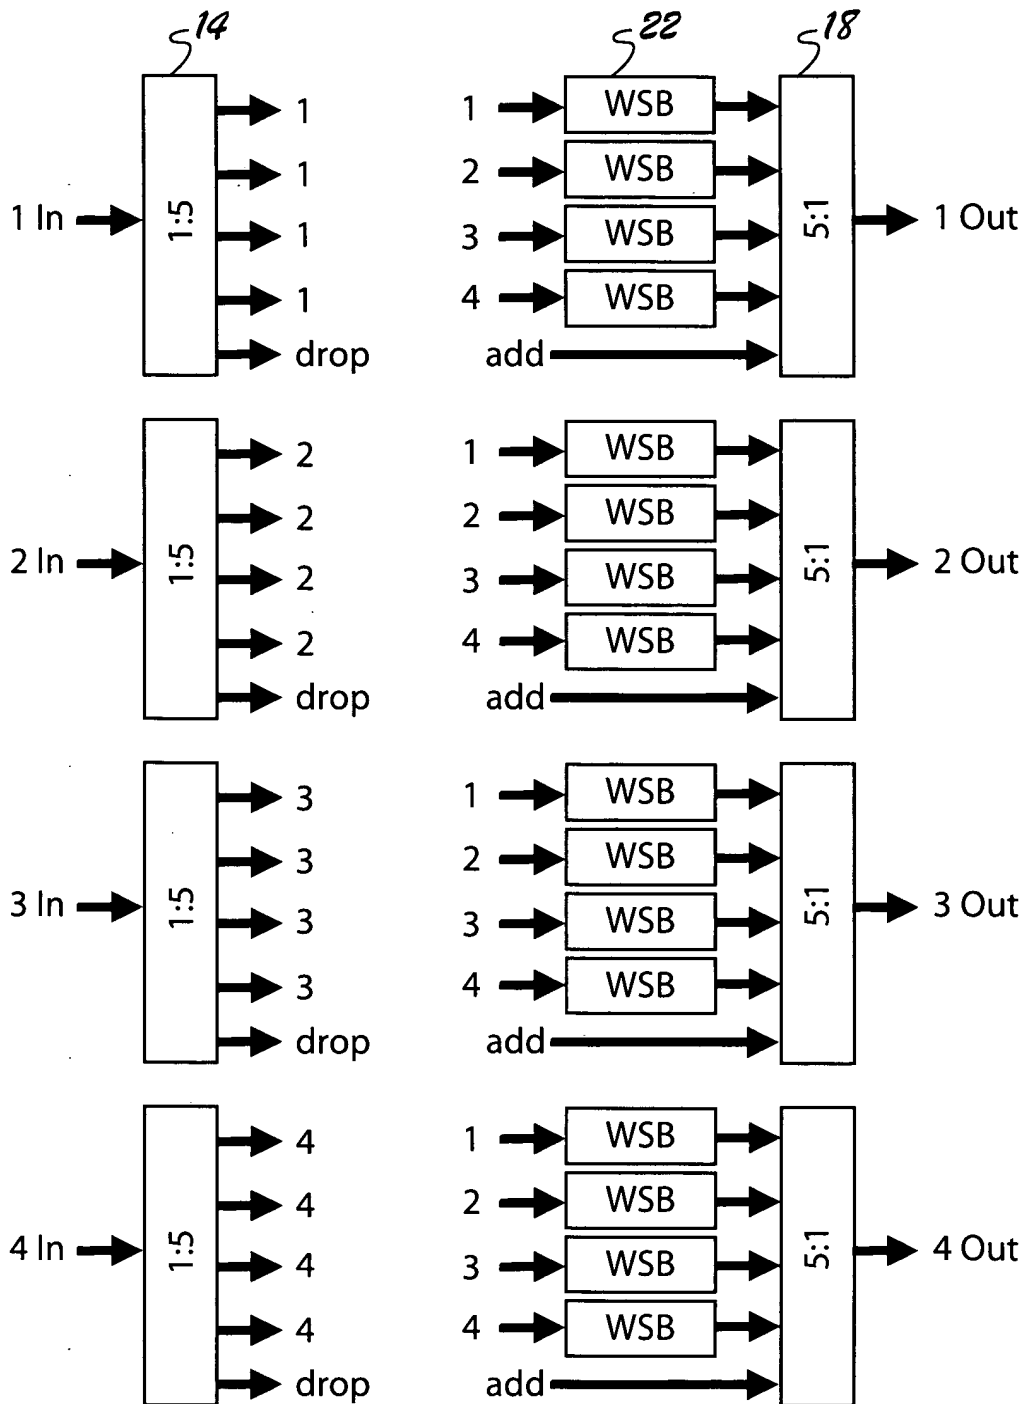 14 22 18
1 1 WSB
1 2 WSB
1 In 1:5 1 3 WSB 5:1 1 Out
1 4 WSB
drop add
2 1 WSB
2 2 WSB
2 In 1:5 2 3 WSB 5:1 2 Out
2 4 WSB
drop add
3 1 WSB
3 2 WSB
3 In 1:5 3 3 WSB 5:1 3 Out
3 4 WSB
drop add
4 1 WSB
4 2 WSB
4 In 1:5 4 3 WSB 5:1 4 Out
4 4 WSB
drop add